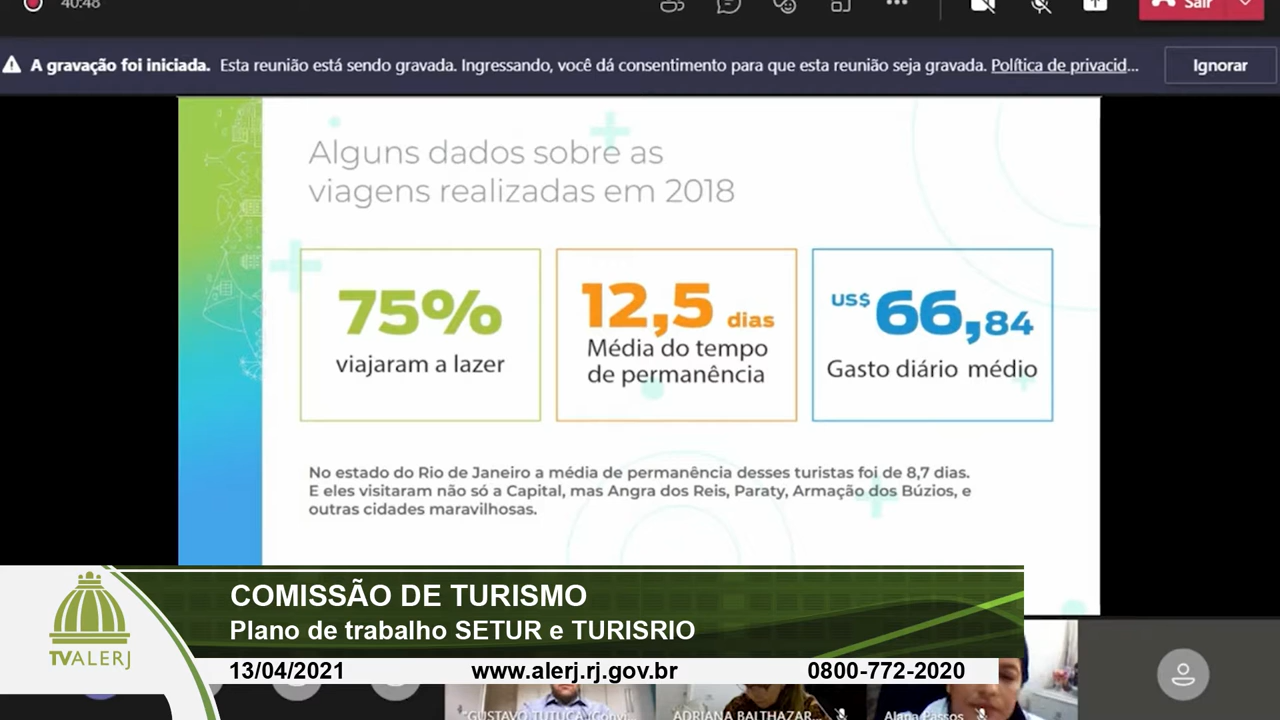 40:48
Sair
A gravação foi iniciada. Esta reunião está sendo gravada. Ingressando, você dá consentimento para que esta reunião seja gravada. Política de privacid...
Ignorar
Alguns dados sobre as
viagens realizadas em 2018
75%
viajaram a lazer
12,5 dias
Média do tempo
de permanência
US$ 66,84
Gasto diário médio
No estado do Rio de Janeiro a média de permanência desses turistas foi de 8,7 dias.
E eles visitaram não só a Capital, mas Angra dos Reis, Paraty, Armação dos Búzios, e
outras cidades maravilhosas.
COMISSÃO DE TURISMO
Plano de trabalho SETUR e TURISRIO
TVALERJ
13/04/2021 www.alerj.rj.gov.br 0800-772-2020
"GUSTAVO TUTUCA (Convi...
ADRIANA BALTHAZAR...
Alana Passos